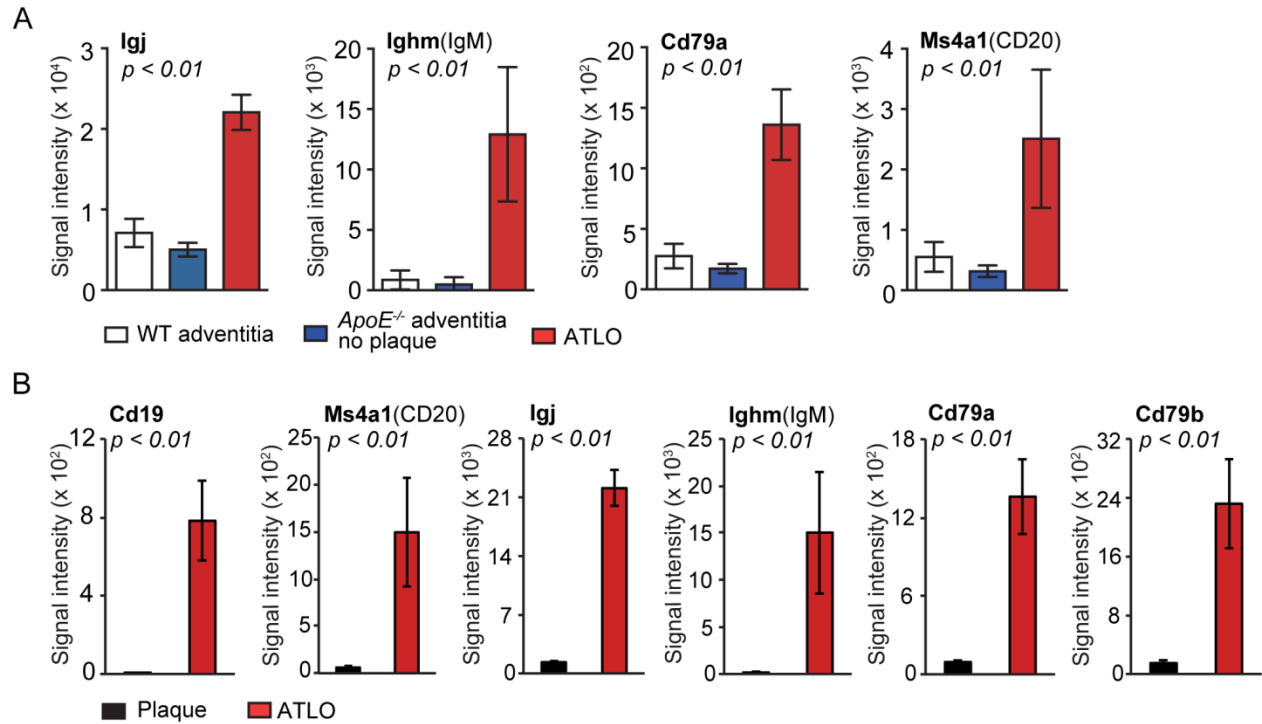 A
Igj
p < 0.01
Signal intensity (x 10⁴)
3
2
1
0
Ighm(IgM)
p < 0.01
Signal intensity (x 10³)
20
15
10
5
0
Cd79a
p < 0.01
Signal intensity (x 10²)
20
15
10
5
0
Ms4a1(CD20)
p < 0.01
Signal intensity (x 10³)
4
3
2
1
0
WT adventitia
ApoE⁻/⁻ adventitia
no plaque
ATLO
B
Cd19
p < 0.01
Signal intensity (x 10²)
12
8
4
0
Ms4a1(CD20)
p < 0.01
Signal intensity (x 10²)
25
20
15
10
5
0
Igj
p < 0.01
Signal intensity (x 10³)
28
21
14
7
0
Ighm(IgM)
p < 0.01
Signal intensity (x 10³)
25
20
15
10
5
0
Cd79a
p < 0.01
Signal intensity (x 10²)
18
12
6
0
Cd79b
p < 0.01
Signal intensity (x 10²)
32
24
16
8
0
Plaque
ATLO